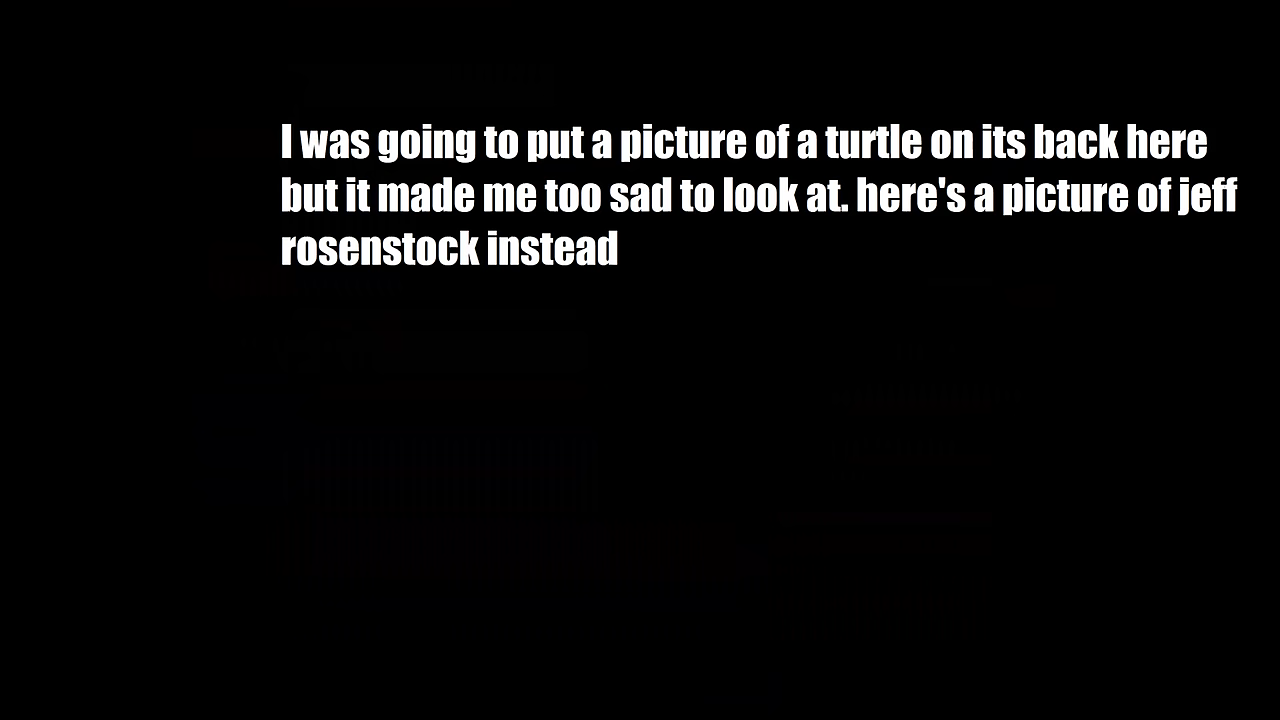 I was going to put a picture of a turtle on its back here
but it made me too sad to look at. here's a picture of jeff
rosenstock instead